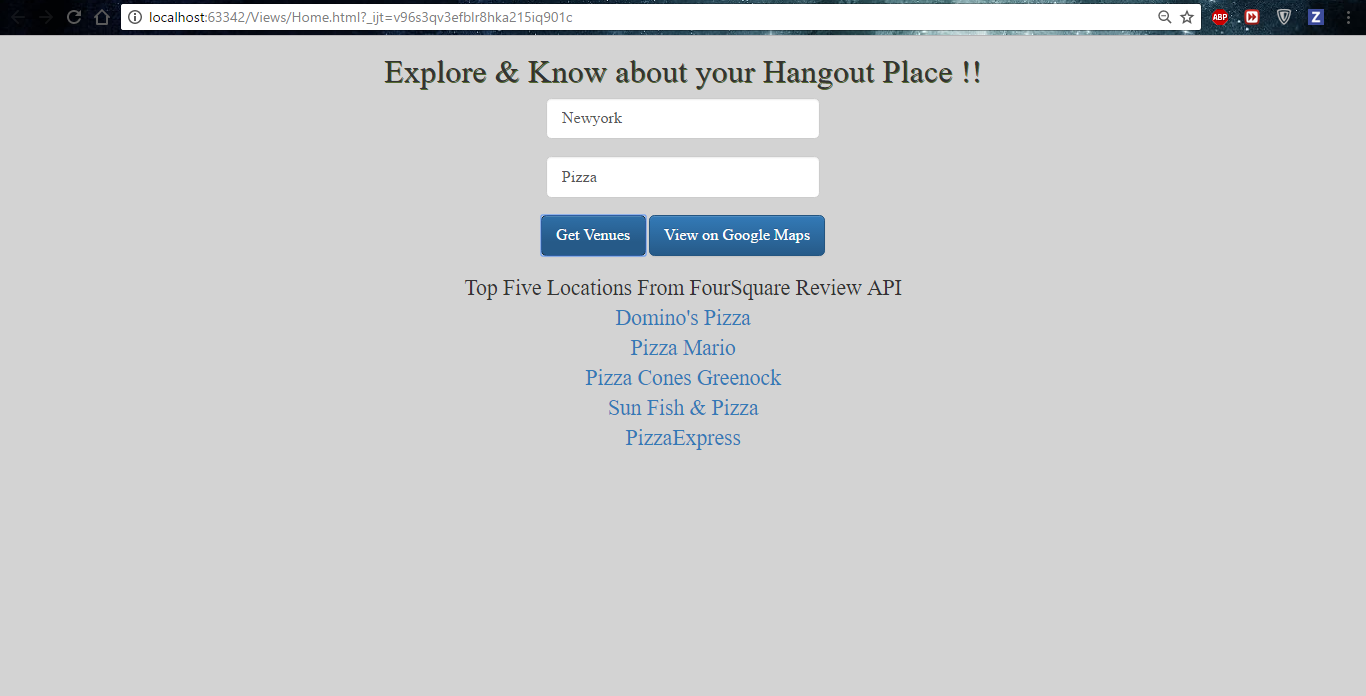 localhost:63342/Views/Home.html?_ijt=v96s3qv3efblr8hka215iq901c
ABP
Z
Explore & Know about your Hangout Place !!
Newyork
Pizza
Get Venues View on Google Maps
Top Five Locations From FourSquare Review API
Domino's Pizza
Pizza Mario
Pizza Cones Greenock
Sun Fish & Pizza
PizzaExpress